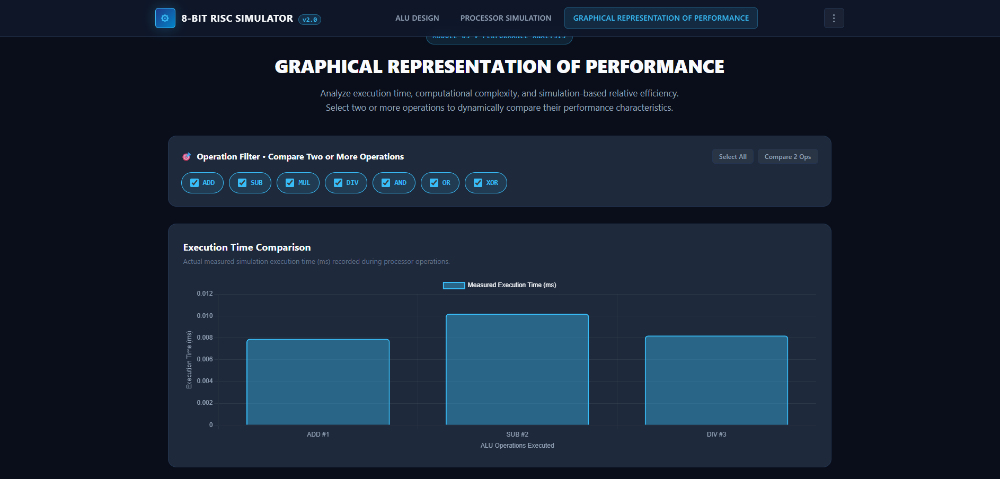 8-BIT RISC SIMULATOR v2.0
ALU DESIGN
PROCESSOR SIMULATION
GRAPHICAL REPRESENTATION OF PERFORMANCE
GRAPHICAL REPRESENTATION OF PERFORMANCE
Analyze execution time, computational complexity, and simulation-based relative efficiency.
Select two or more operations to dynamically compare their performance characteristics.
Operation Filter • Compare Two or More Operations
Select All
Compare 2 Ops
ADD
SUB
MUL
DIV
AND
OR
XOR
Execution Time Comparison
Actual measured simulation execution time (ms) recorded during processor operations.
Measured Execution Time (ms)
Execution Time (ms)
0.012
0.010
0.008
0.006
0.004
0.002
0
ADD #1
SUB #2
DIV #3
ALU Operations Executed